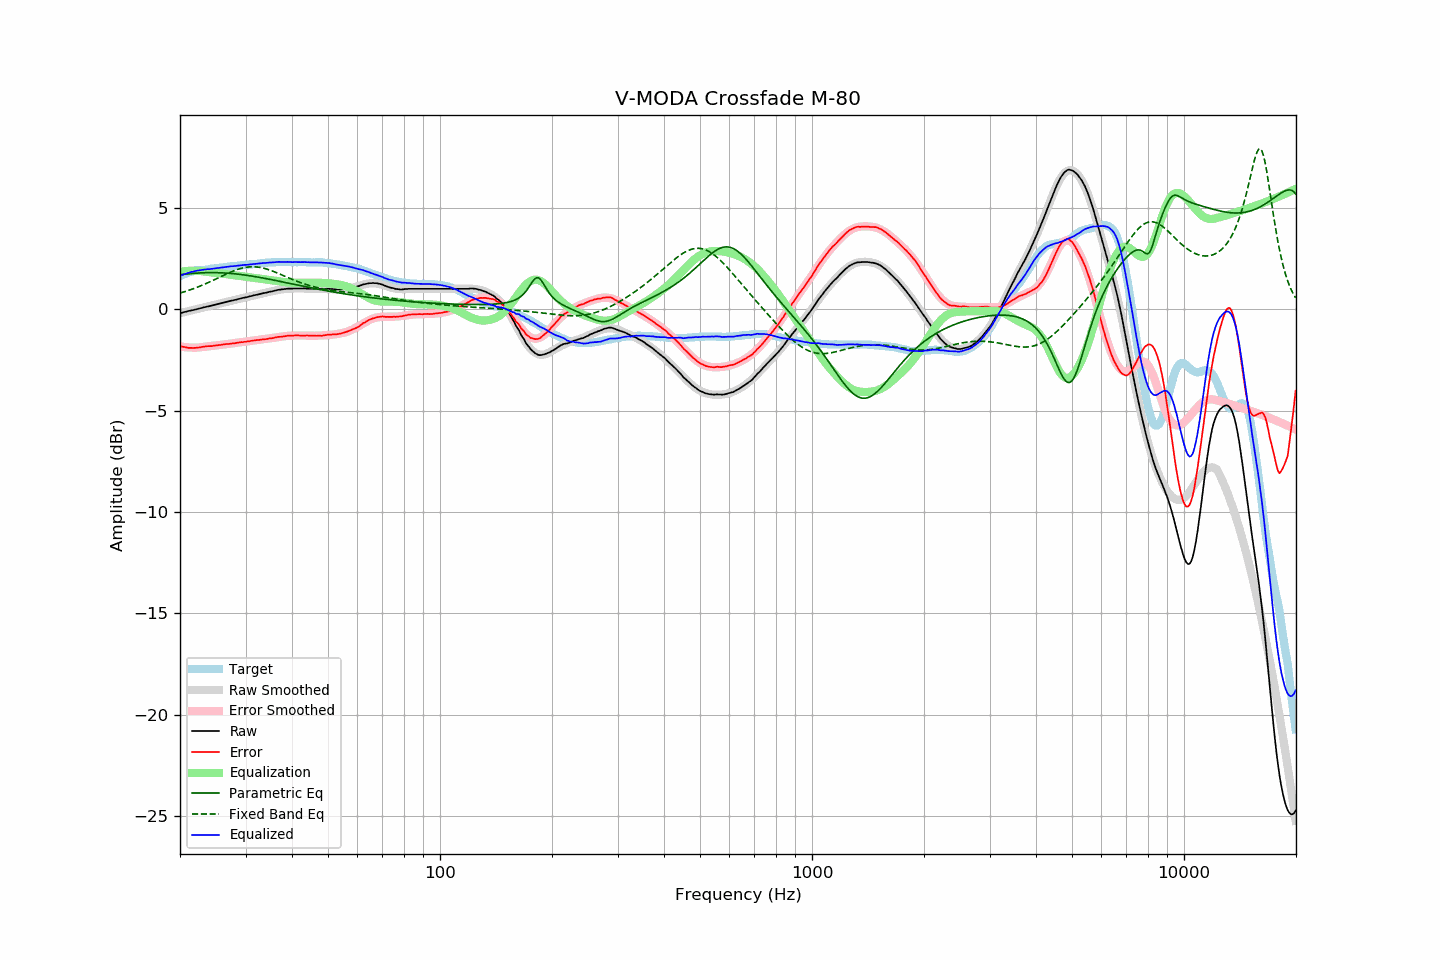 V-MODA Crossfade M-80
5
0
−5
−10
−15
−20
−25
Amplitude (dBr)
Target
Raw Smoothed
Error Smoothed
Raw
Error
Equalization
Parametric Eq
Fixed Band Eq
Equalized
100
1000
10000
Frequency (Hz)